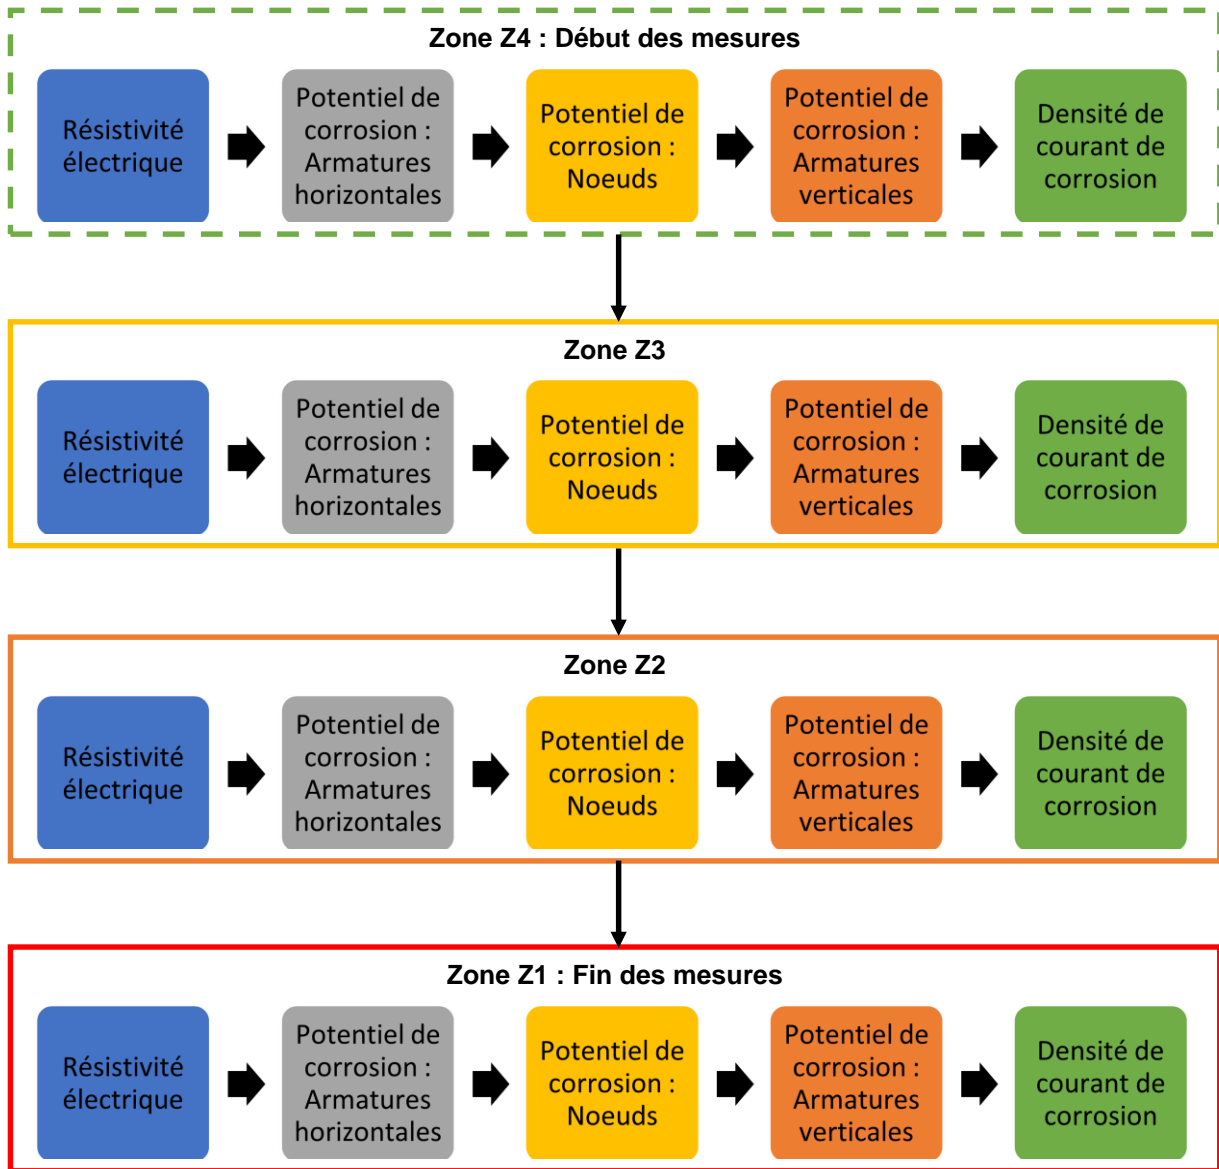 Zone Z4 : Début des mesures
Résistivité
électrique
Potentiel de
corrosion :
Armatures
horizontales
Potentiel de
corrosion :
Noeuds
Potentiel de
corrosion :
Armatures
verticales
Densité de
courant de
corrosion
Zone Z3
Résistivité
électrique
Potentiel de
corrosion :
Armatures
horizontales
Potentiel de
corrosion :
Noeuds
Potentiel de
corrosion :
Armatures
verticales
Densité de
courant de
corrosion
Zone Z2
Résistivité
électrique
Potentiel de
corrosion :
Armatures
horizontales
Potentiel de
corrosion :
Noeuds
Potentiel de
corrosion :
Armatures
verticales
Densité de
courant de
corrosion
Zone Z1 : Fin des mesures
Résistivité
électrique
Potentiel de
corrosion :
Armatures
horizontales
Potentiel de
corrosion :
Noeuds
Potentiel de
corrosion :
Armatures
verticales
Densité de
courant de
corrosion